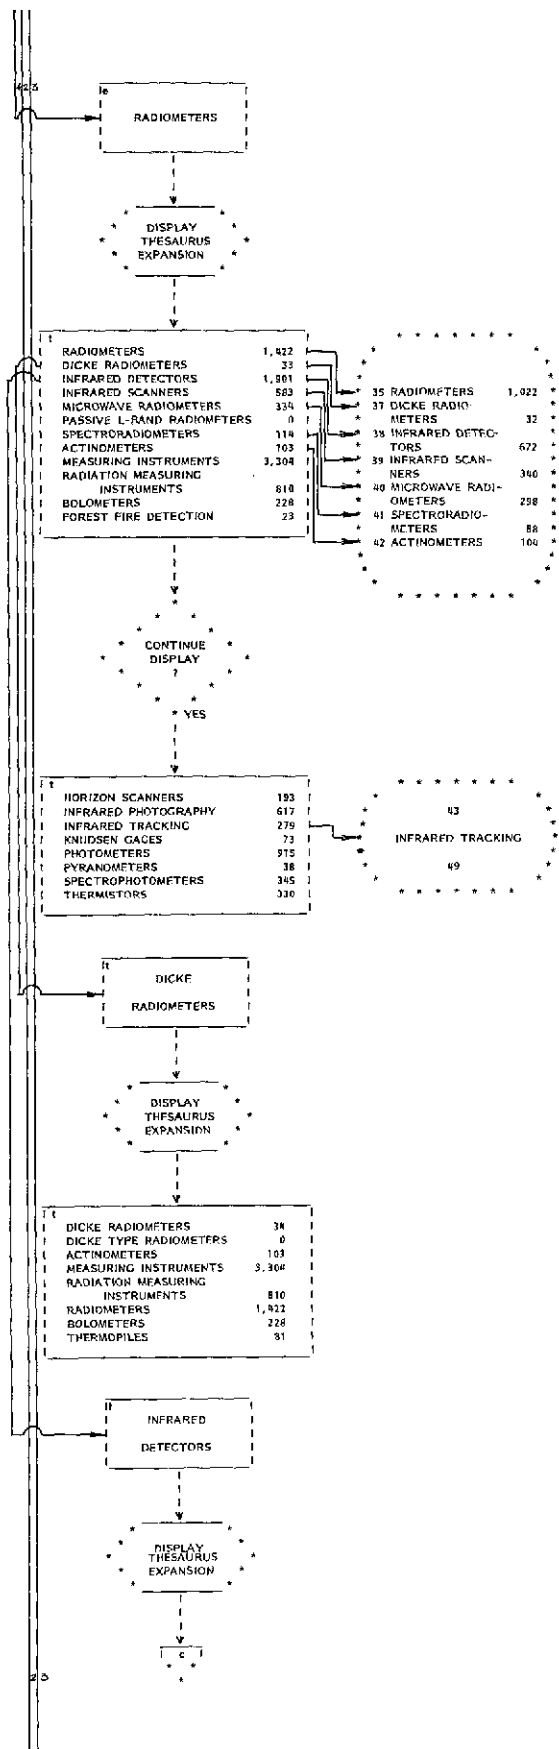 e
RADIOMETERS
DISPLAY
THESAURUS
EXPANSION
t
RADIOMETERS 1,422
DICKE RADIOMETERS 33
INFRARED DETECTORS 1,901
INFRARED SCANNERS 583
MICROWAVE RADIOMETERS 334
PASSIVE L-BAND RADIOMETERS 0
SPECTRORADIOMETERS 114
ACTINOMETERS 103
MEASURING INSTRUMENTS 3,304
RADIATION MEASURING
INSTRUMENTS 810
BOLOMETERS 228
FOREST FIRE DETECTION 23
35 RADIOMETERS 1,022
37 DICKE RADIO-
METERS 32
38 INFRARED DETEC-
TORS 672
39 INFRARED SCAN-
NERS 340
40 MICROWAVE RADI-
OMETERS 298
41 SPECTRORADIO-
METERS 88
42 ACTINOMETERS 104
CONTINUE
DISPLAY
?
YES
t
HORIZON SCANNERS 193
INFRARED PHOTOGRAPHY 617
INFRARED TRACKING 279
KNUDSEN GAGES 73
PHOTOMETERS 915
PYRANOMETERS 38
SPECTROPHOTOMETERS 345
THERMISTORS 330
43
INFRARED TRACKING
49
t
DICKE
RADIOMETERS
DISPLAY
THESAURUS
EXPANSION
t
DICKE RADIOMETERS
DICKE TYPE RADIOMETERS 0
ACTINOMETERS 103
MEASURING INSTRUMENTS 3,304
RADIATION MEASURING
INSTRUMENTS 810
RADIOMETERS 1,422
BOLOMETERS 228
THERMOPILES 81
INFRARED
DETECTORS
DISPLAY
THESAURUS
EXPANSION
c
2 3